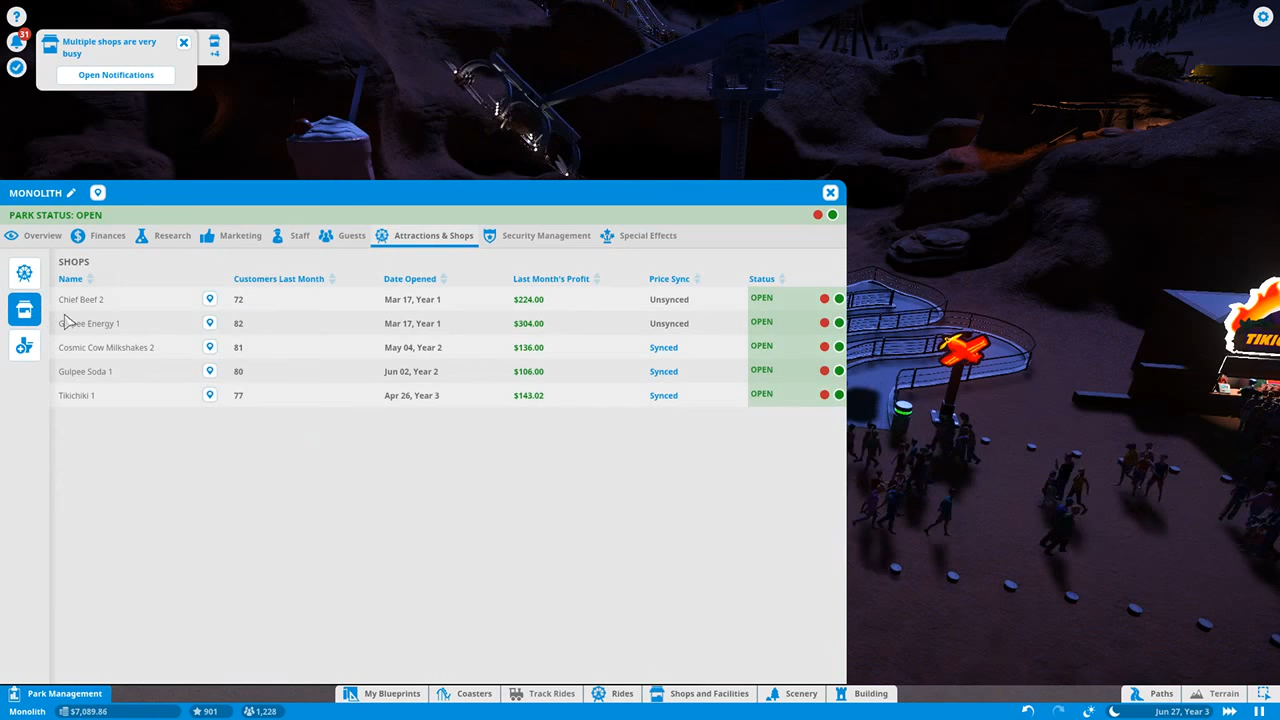 ?
31
Multiple shops are very
busy
+4
Open Notifications
MONOLITH
PARK STATUS: OPEN
Overview Finances Research Marketing Staff Guests Attractions & Shops Security Management Special Effects
SHOPS
Name Customers Last Month Date Opened Last Month's Profit Price Sync Status
Chief Beef 2 72 Mar 17, Year 1 $224.00 Unsynced OPEN
Gulpee Energy 1 82 Mar 17, Year 1 $304.00 Unsynced OPEN
Cosmic Cow Milkshakes 2 81 May 04, Year 2 $136.00 Synced OPEN
Gulpee Soda 1 80 Jun 02, Year 2 $106.00 Synced OPEN
Tikichiki 1 77 Apr 26, Year 3 $143.02 Synced OPEN
Park Management My Blueprints Coasters Track Rides Rides Shops and Facilities Scenery Building Paths Terrain
Monolith $7,089.86 901 1,228 Jun 27, Year 3